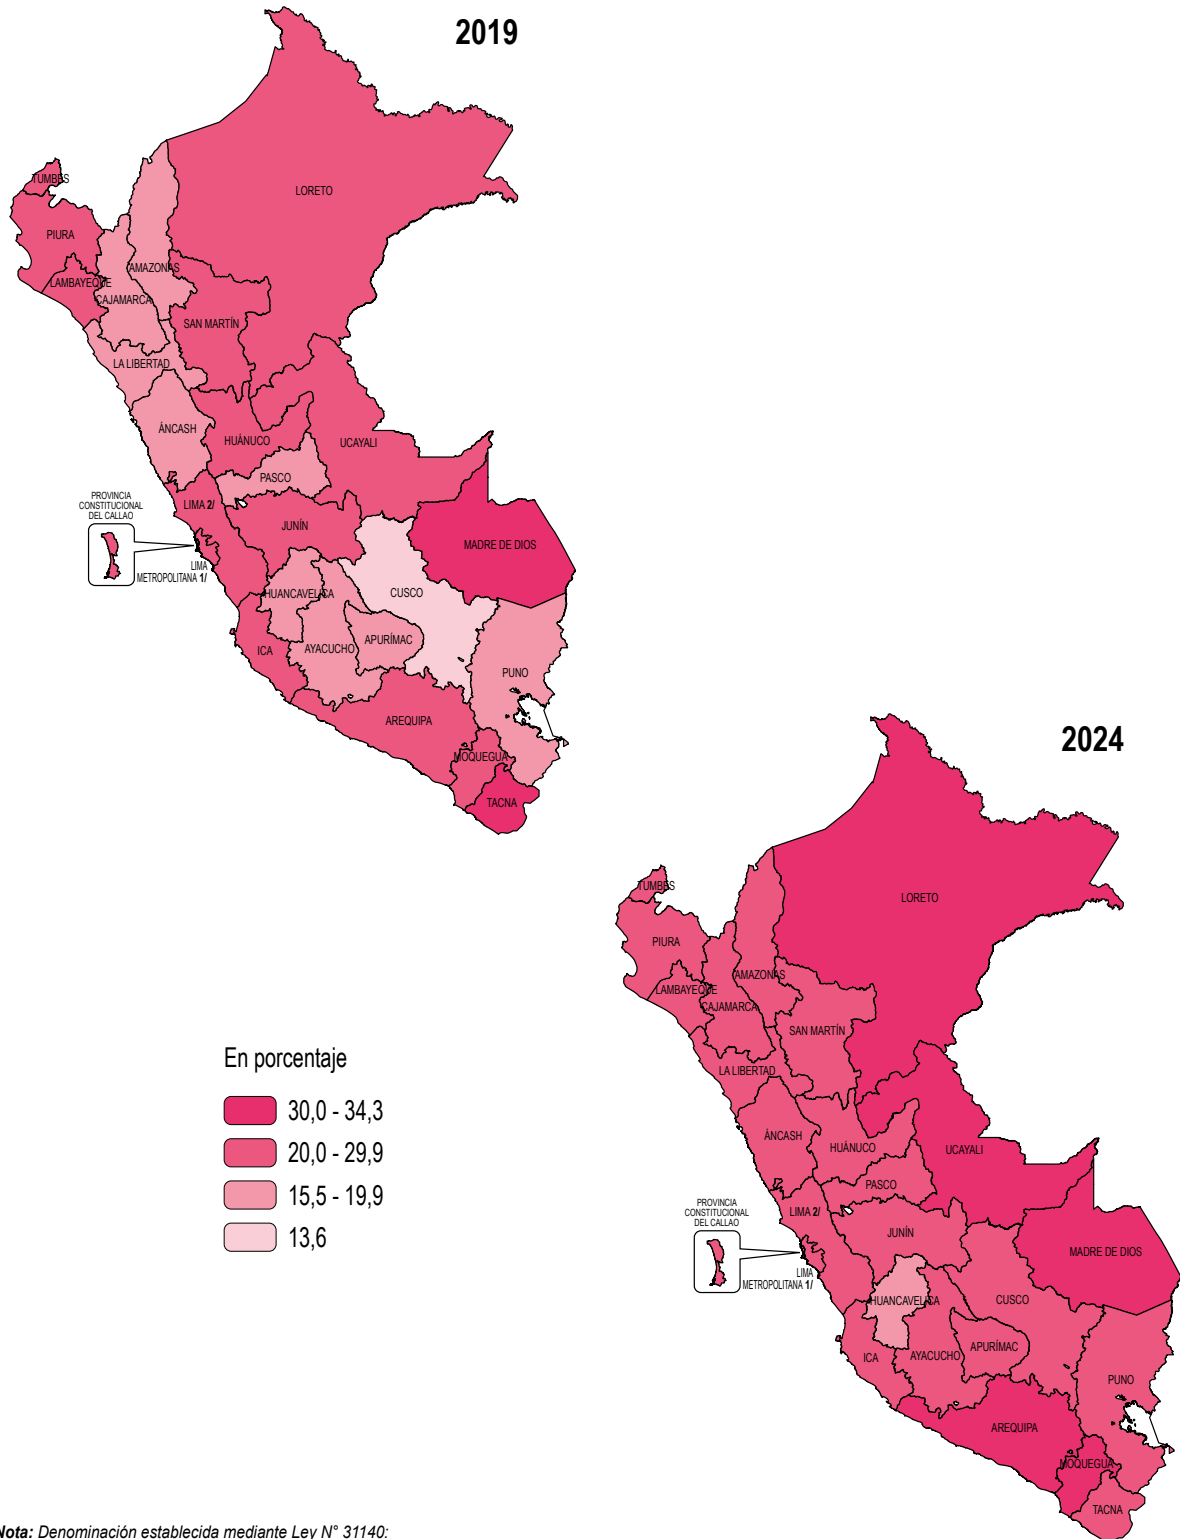 2019
TUMBES
LORETO
PIURA
LAMBAYEQUE
AMAZONAS
CAJAMARCA
SAN MARTÍN
LA LIBERTAD
ÁNCASH
HUÁNUCO
UCAYALI
PASCO
PROVINCIA
CONSTITUCIONAL
DEL CALLAO
LIMA 2/
JUNÍN
MADRE DE DIOS
LIMA
METROPOLITANA 1/
HUANCAVELICA
CUSCO
ICA
AYACUCHO
APURÍMAC
PUNO
AREQUIPA
MOQUEGUA
TACNA
2024
TUMBES
LORETO
PIURA
LAMBAYEQUE
AMAZONAS
CAJAMARCA
SAN MARTÍN
LA LIBERTAD
ÁNCASH
HUÁNUCO
UCAYALI
PASCO
PROVINCIA
CONSTITUCIONAL
DEL CALLAO
LIMA 2/
JUNÍN
MADRE DE DIOS
LIMA
METROPOLITANA 1/
HUANCAVELICA
CUSCO
ICA
AYACUCHO
APURÍMAC
PUNO
AREQUIPA
MOQUEGUA
TACNA
En porcentaje
30,0 - 34,3
20,0 - 29,9
15,5 - 19,9
13,6
Nota: Denominación establecida mediante Ley N° 31140: